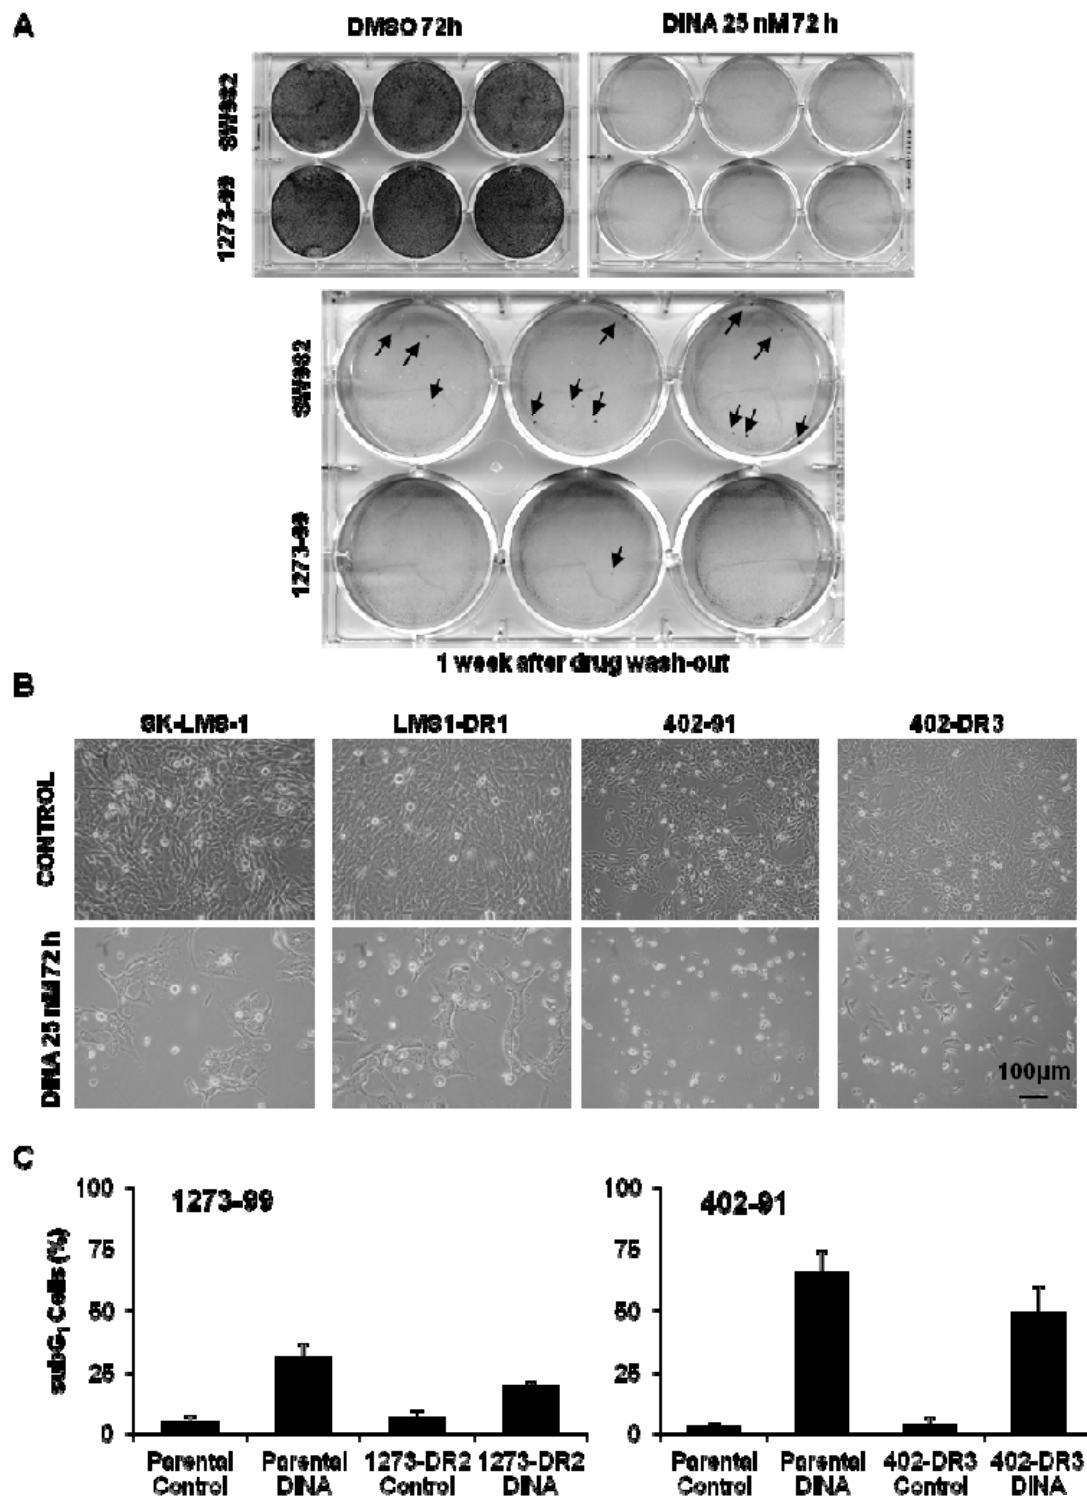 A
DMSO 72h
DINA 25 nM 72 h
SW982
1273-99
SW982
1273-99
1 week after drug wash-out
B
SK-LMS-1
LMS1-DR1
402-91
402-DR3
CONTROL
DINA 25 nM 72 h
100µm
C
1273-99
402-91
subG1 Cells (%)
100
75
50
25
0
100
75
50
25
0
Parental Control
Parental DINA
1273-DR2 Control
1273-DR2 DINA
Parental Control
Parental DINA
402-DR3 Control
402-DR3 DINA